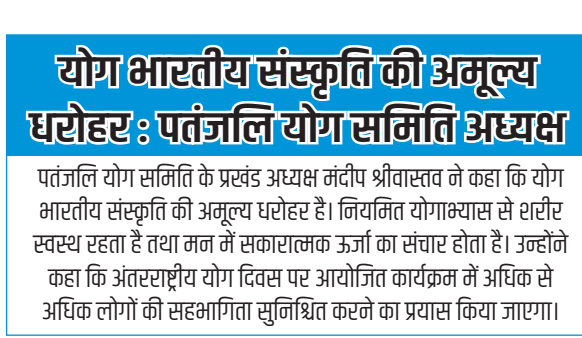 योग भारतीय संस्कृति की अमूल्य
धरोहर : पतंजलि योग समिति अध्यक्ष
पतंजलि योग समिति के प्रखंड अध्यक्ष मंदीप श्रीवास्तव ने कहा कि योग
भारतीय संस्कृति की अमूल्य धरोहर है। नियमित योगाभ्यास से शरीर
स्वस्थ रहता है तथा मन में सकारात्मक ऊर्जा का संचार होता है। उन्होंने
कहा कि अंतरराष्ट्रीय योग दिवस पर आयोजित कार्यक्रम में अधिक से
अधिक लोगों की सहभागिता सुनिश्चित करने का प्रयास किया जाएगा।